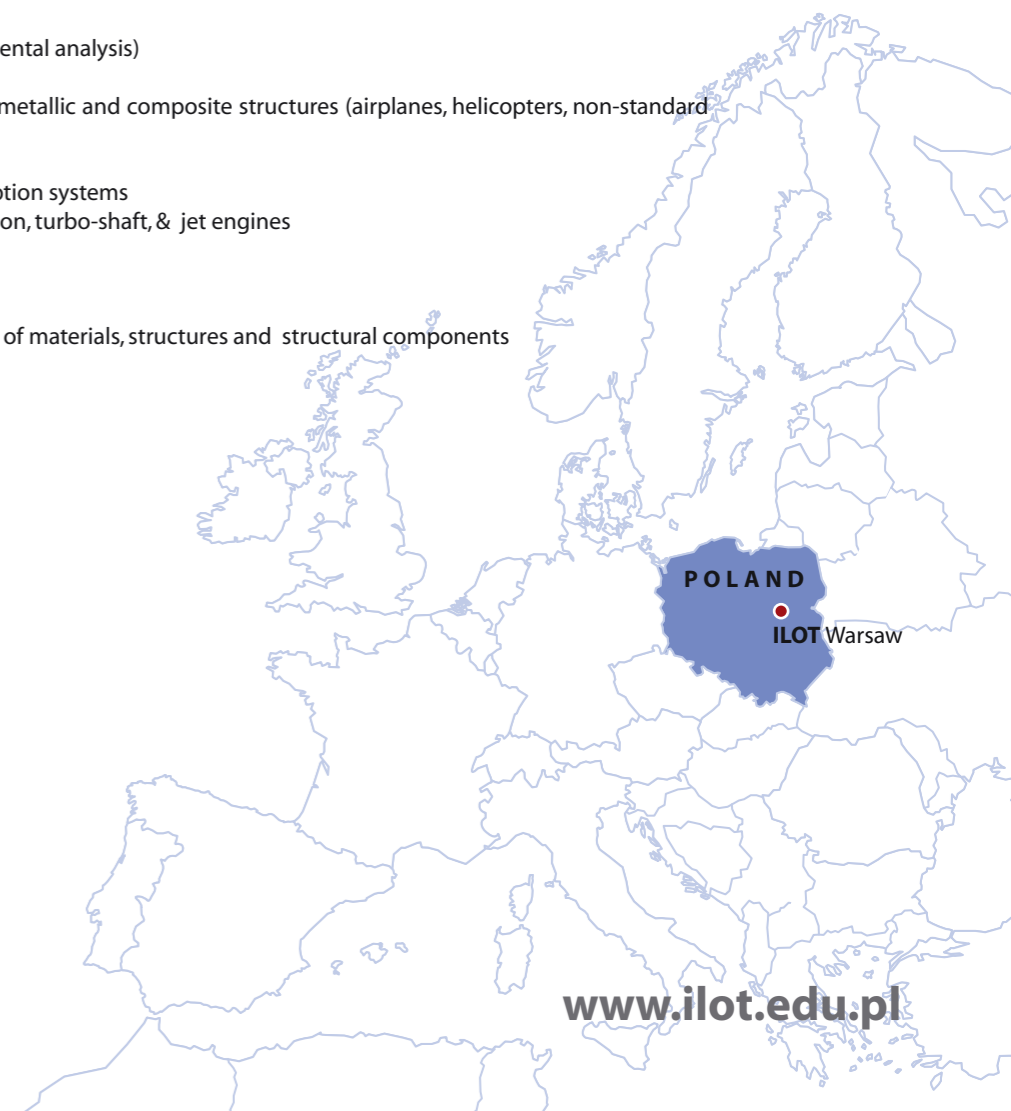 ental analysis)
metallic and composite structures (airplanes, helicopters, non-standard
ption systems
on, turbo-shaft, & jet engines
of materials, structures and structural components
POLAND
ILOT Warsaw
www.ilot.edu.pl